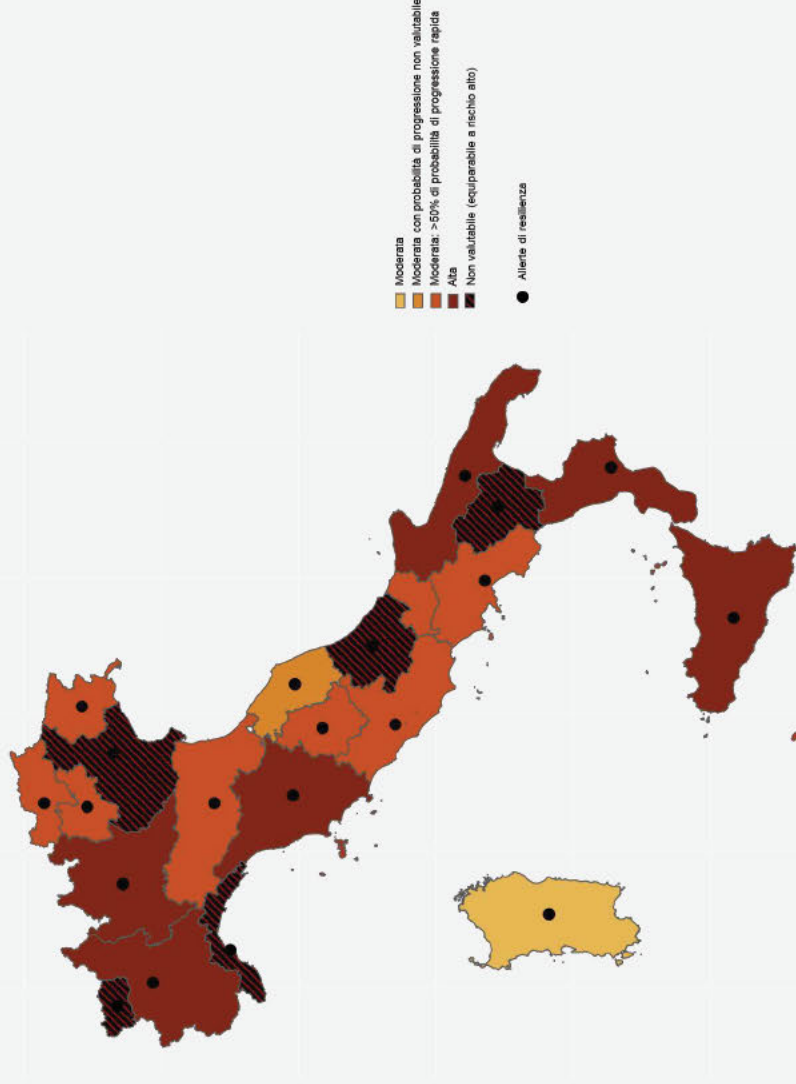 Moderata
Moderata con probabilità di progressione non valutabile
Moderata: >50% di probabilità di progressione rapida
Alta
Non valutabile (equiparabile a rischio alto)
Allerte di resilienza